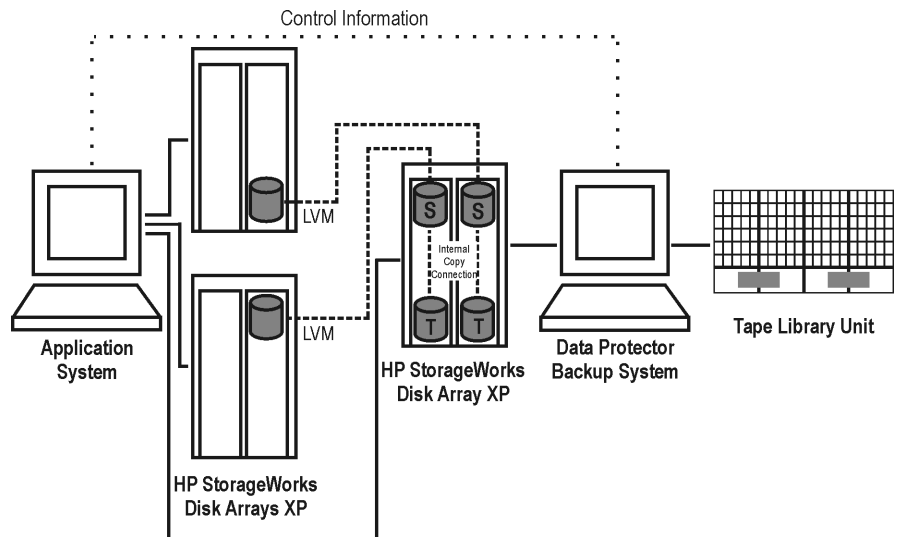 Control Information
LVM
LVM
S
S
Internal
Copy
Connection
T
T
Application
System
HP StorageWorks
Disk Arrays XP
HP StorageWorks
Disk Array XP
Data Protector
Backup System
Tape Library Unit